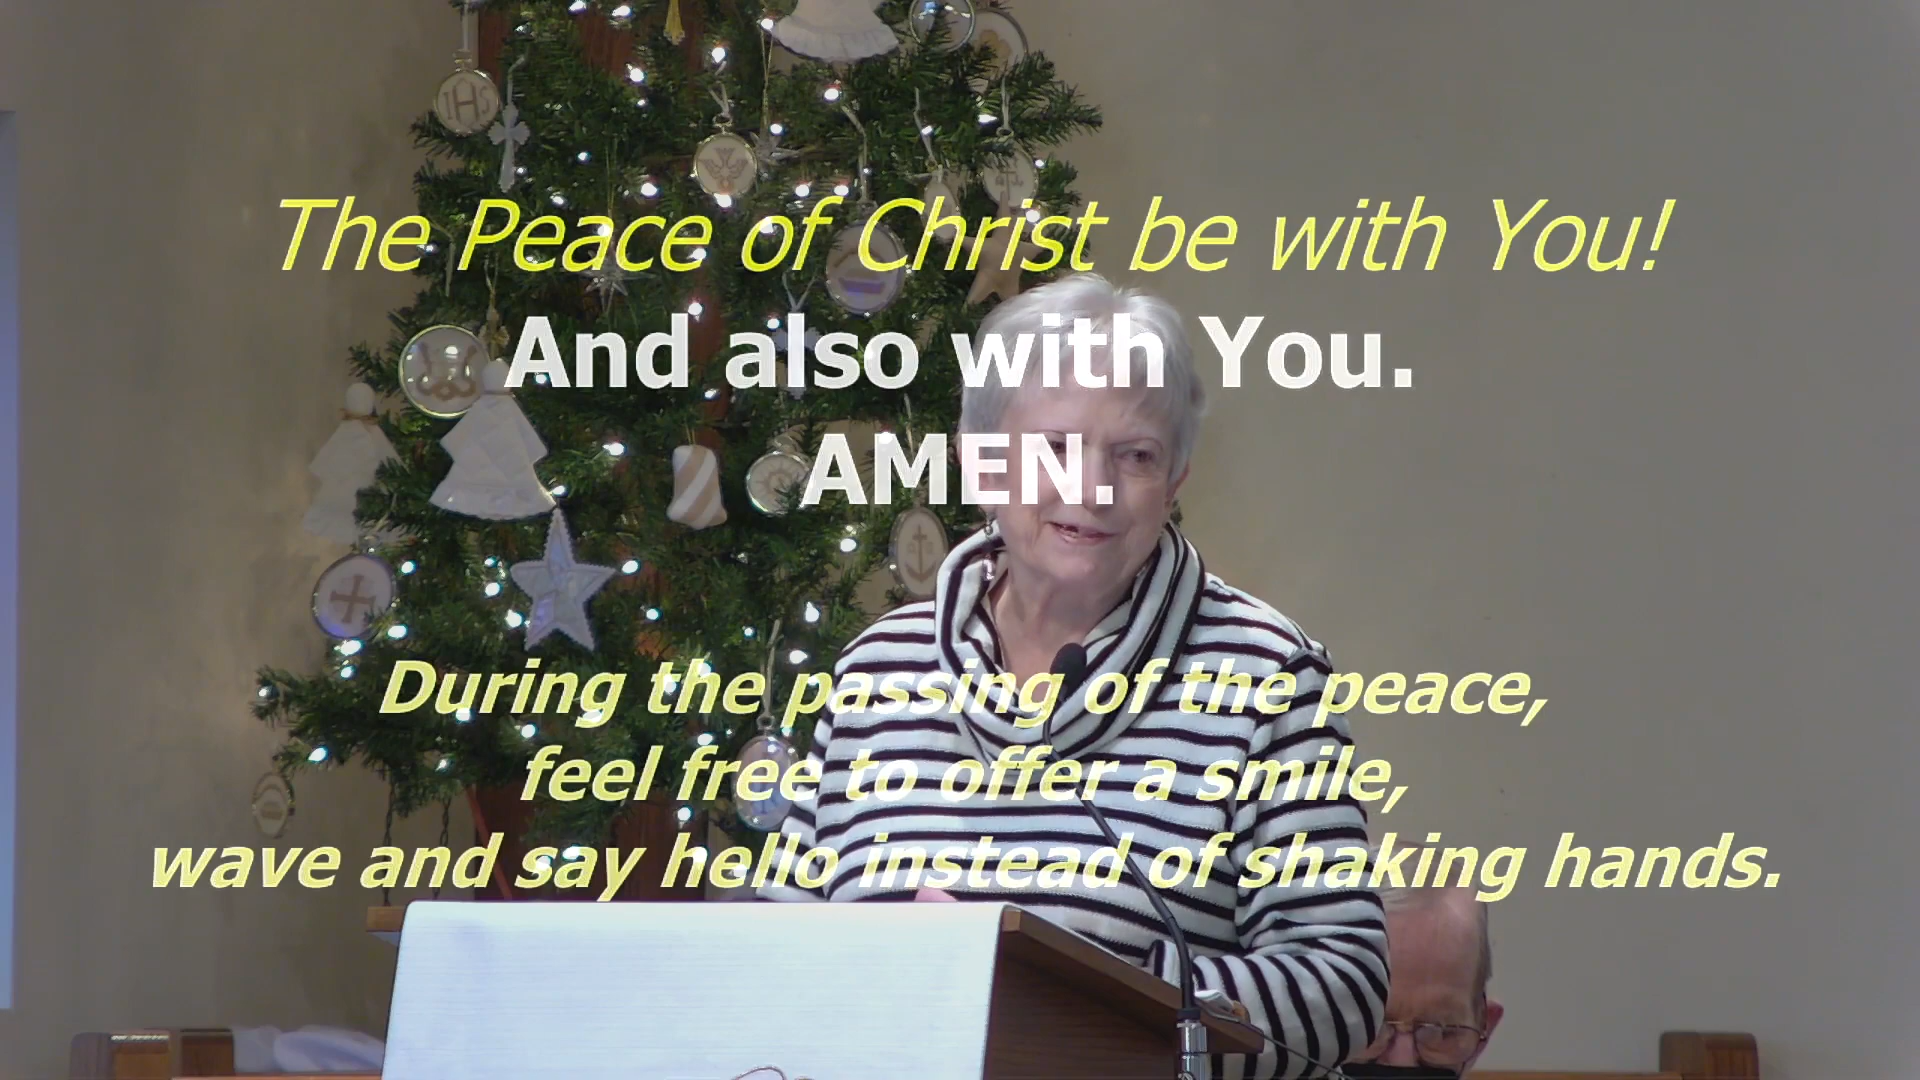 IHS
The Peace of Christ be with You!
And also with You.
AMEN.
During the passing of the peace,
feel free to offer a smile,
wave and say hello instead of shaking hands.